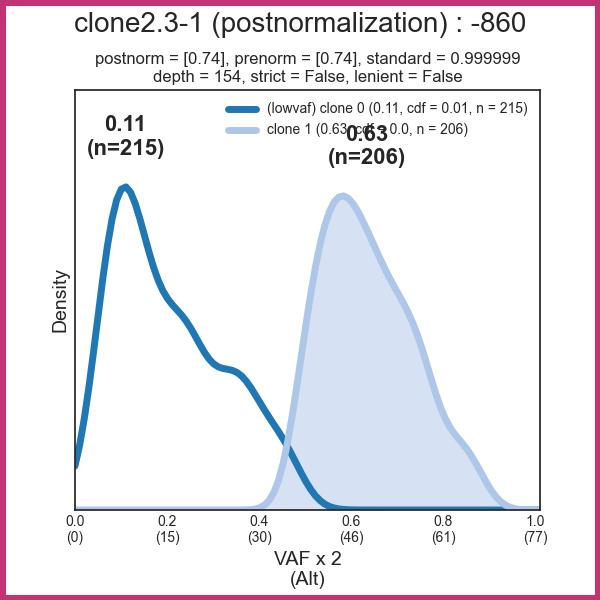 clone2.3-1 (postnormalization) : -860
postnorm = [0.74], prenorm = [0.74], standard = 0.999999
depth = 154, strict = False, lenient = False
(lowvaf) clone 0 (0.11, cdf = 0.01, n = 215)
clone 1 (0.63, cdf = 0.0, n = 206)
0.11
(n=215)
0.63
(n=206)
Density
0.0 0.2 0.4 0.6 0.8 1.0
(0) (15) (30) (46) (61) (77)
VAF x 2
(Alt)